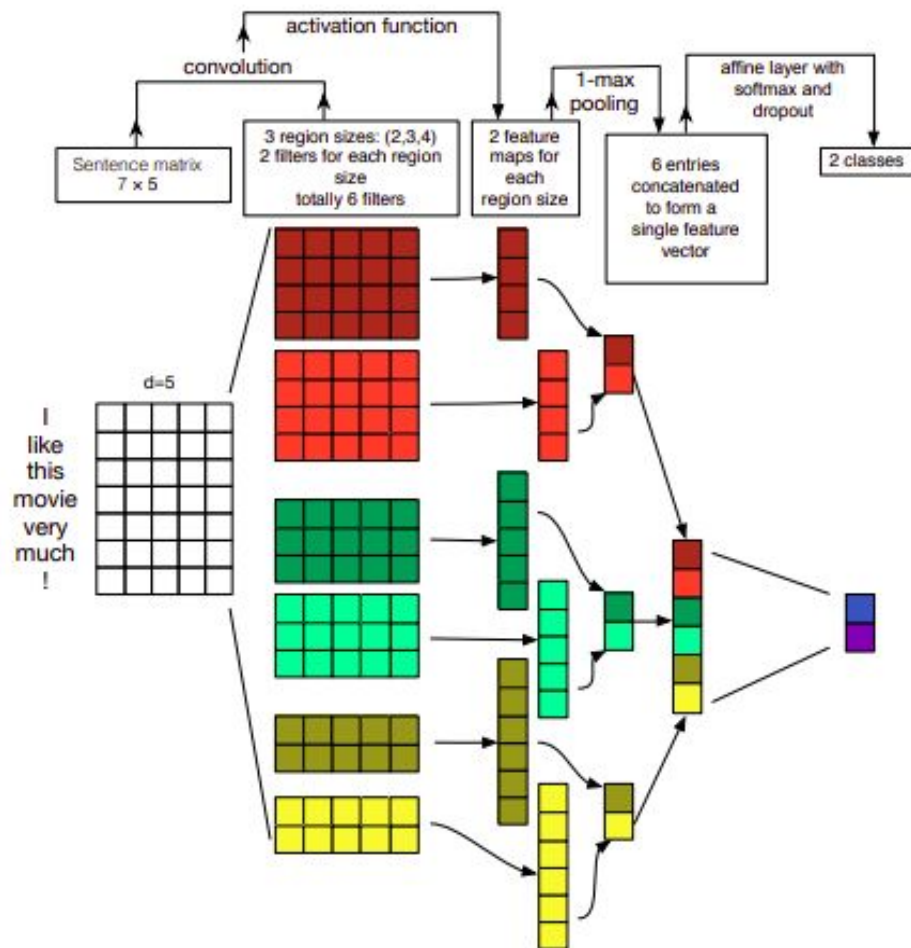 activation function
convolution
1-max
pooling
affine layer with
softmax and
dropout
Sentence matrix
7 × 5
3 region sizes: (2,3,4)
2 filters for each region
size
totally 6 filters
2 feature
maps for
each
region size
6 entries
concatenated
to form a
single feature
vector
2 classes
d=5
I
like
this
movie
very
much
!